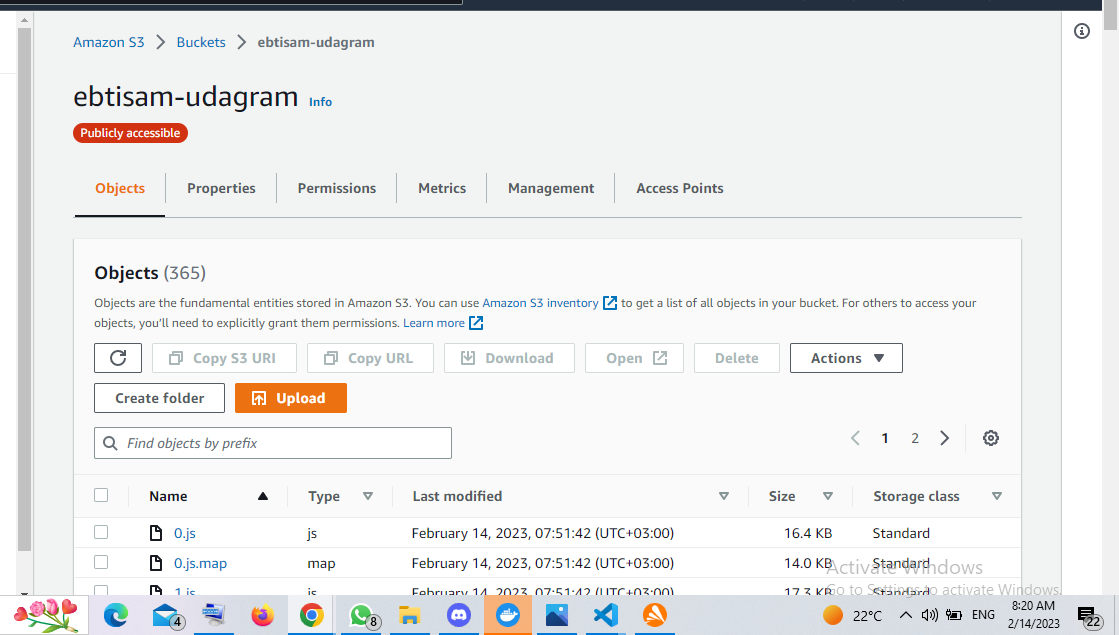 Amazon S3 > Buckets > ebtisam-udagram
ebtisam-udagram Info
Publicly accessible
Objects Properties Permissions Metrics Management Access Points
Objects (365)
Objects are the fundamental entities stored in Amazon S3. You can use Amazon S3 inventory to get a list of all objects in your bucket. For others to access your
objects, you'll need to explicitly grant them permissions. Learn more
Copy S3 URI Copy URL Download Open Delete Actions
Create folder Upload
Find objects by prefix 1 2
Name Type Last modified Size Storage class
0.js js February 14, 2023, 07:51:42 (UTC+03:00) 16.4 KB Standard
0.js.map map February 14, 2023, 07:51:42 (UTC+03:00) 14.0 KB Standard
Activate Windows
1.js js February 14, 2023, 07:51:42 (UTC+03:00) 17.3 KB Standard
Go to Settings to activate Windows.
4 8 22°C ENG 8:20 AM
2/14/2023 22